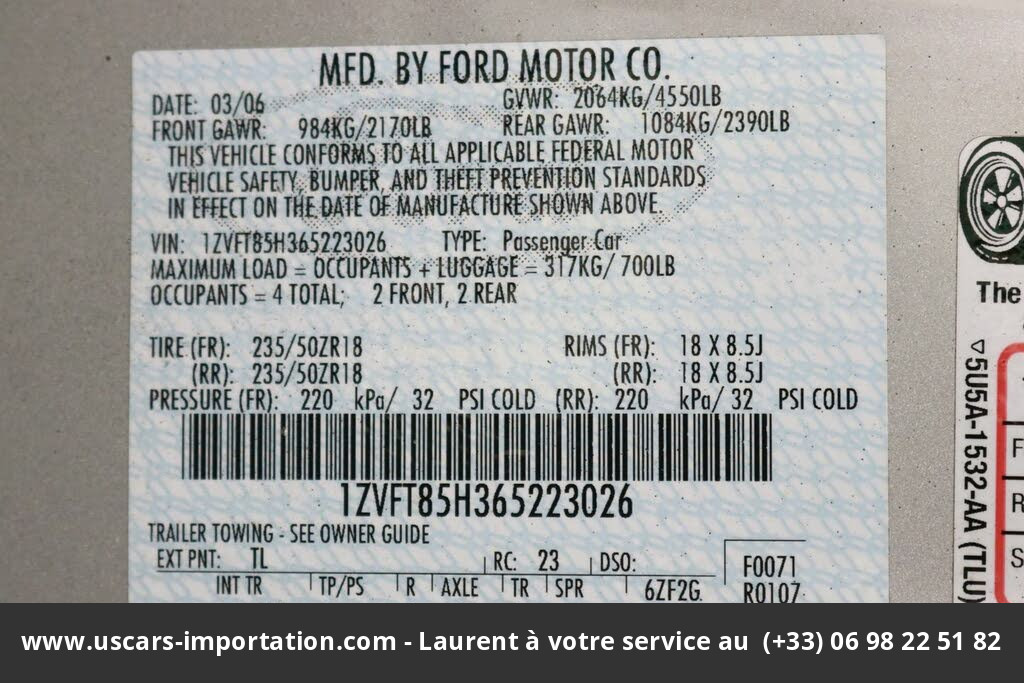 MFD. BY FORD MOTOR CO.
DATE: 03/06 GVWR: 2064KG/4550LB
FRONT GAWR: 984KG/2170LB REAR GAWR: 1084KG/2390LB
THIS VEHICLE CONFORMS TO ALL APPLICABLE FEDERAL MOTOR
VEHICLE SAFETY, BUMPER, AND THEFT PREVENTION STANDARDS
IN EFFECT ON THE DATE OF MANUFACTURE SHOWN ABOVE.
VIN: 1ZVFT85H365223026 TYPE: Passenger Car
MAXIMUM LOAD = OCCUPANTS + LUGGAGE = 317KG/ 700LB
OCCUPANTS = 4 TOTAL; 2 FRONT, 2 REAR
TIRE (FR): 235/50ZR18 RIMS (FR): 18 X 8.5J
(RR): 235/50ZR18 (RR): 18 X 8.5J
PRESSURE (FR): 220 kPa/ 32 PSI COLD (RR): 220 kPa/ 32 PSI COLD
1ZVFT85H365223026
TRAILER TOWING - SEE OWNER GUIDE
EXT PNT: TL RC: 23 DSO: F0071
INT TR TP/PS R AXLE TR SPR 6ZF2G R0107
The
▽5U5A-1532-AA (TLU)
F
R
S
www.uscars-importation.com - Laurent à votre service au (+33) 06 98 22 51 82